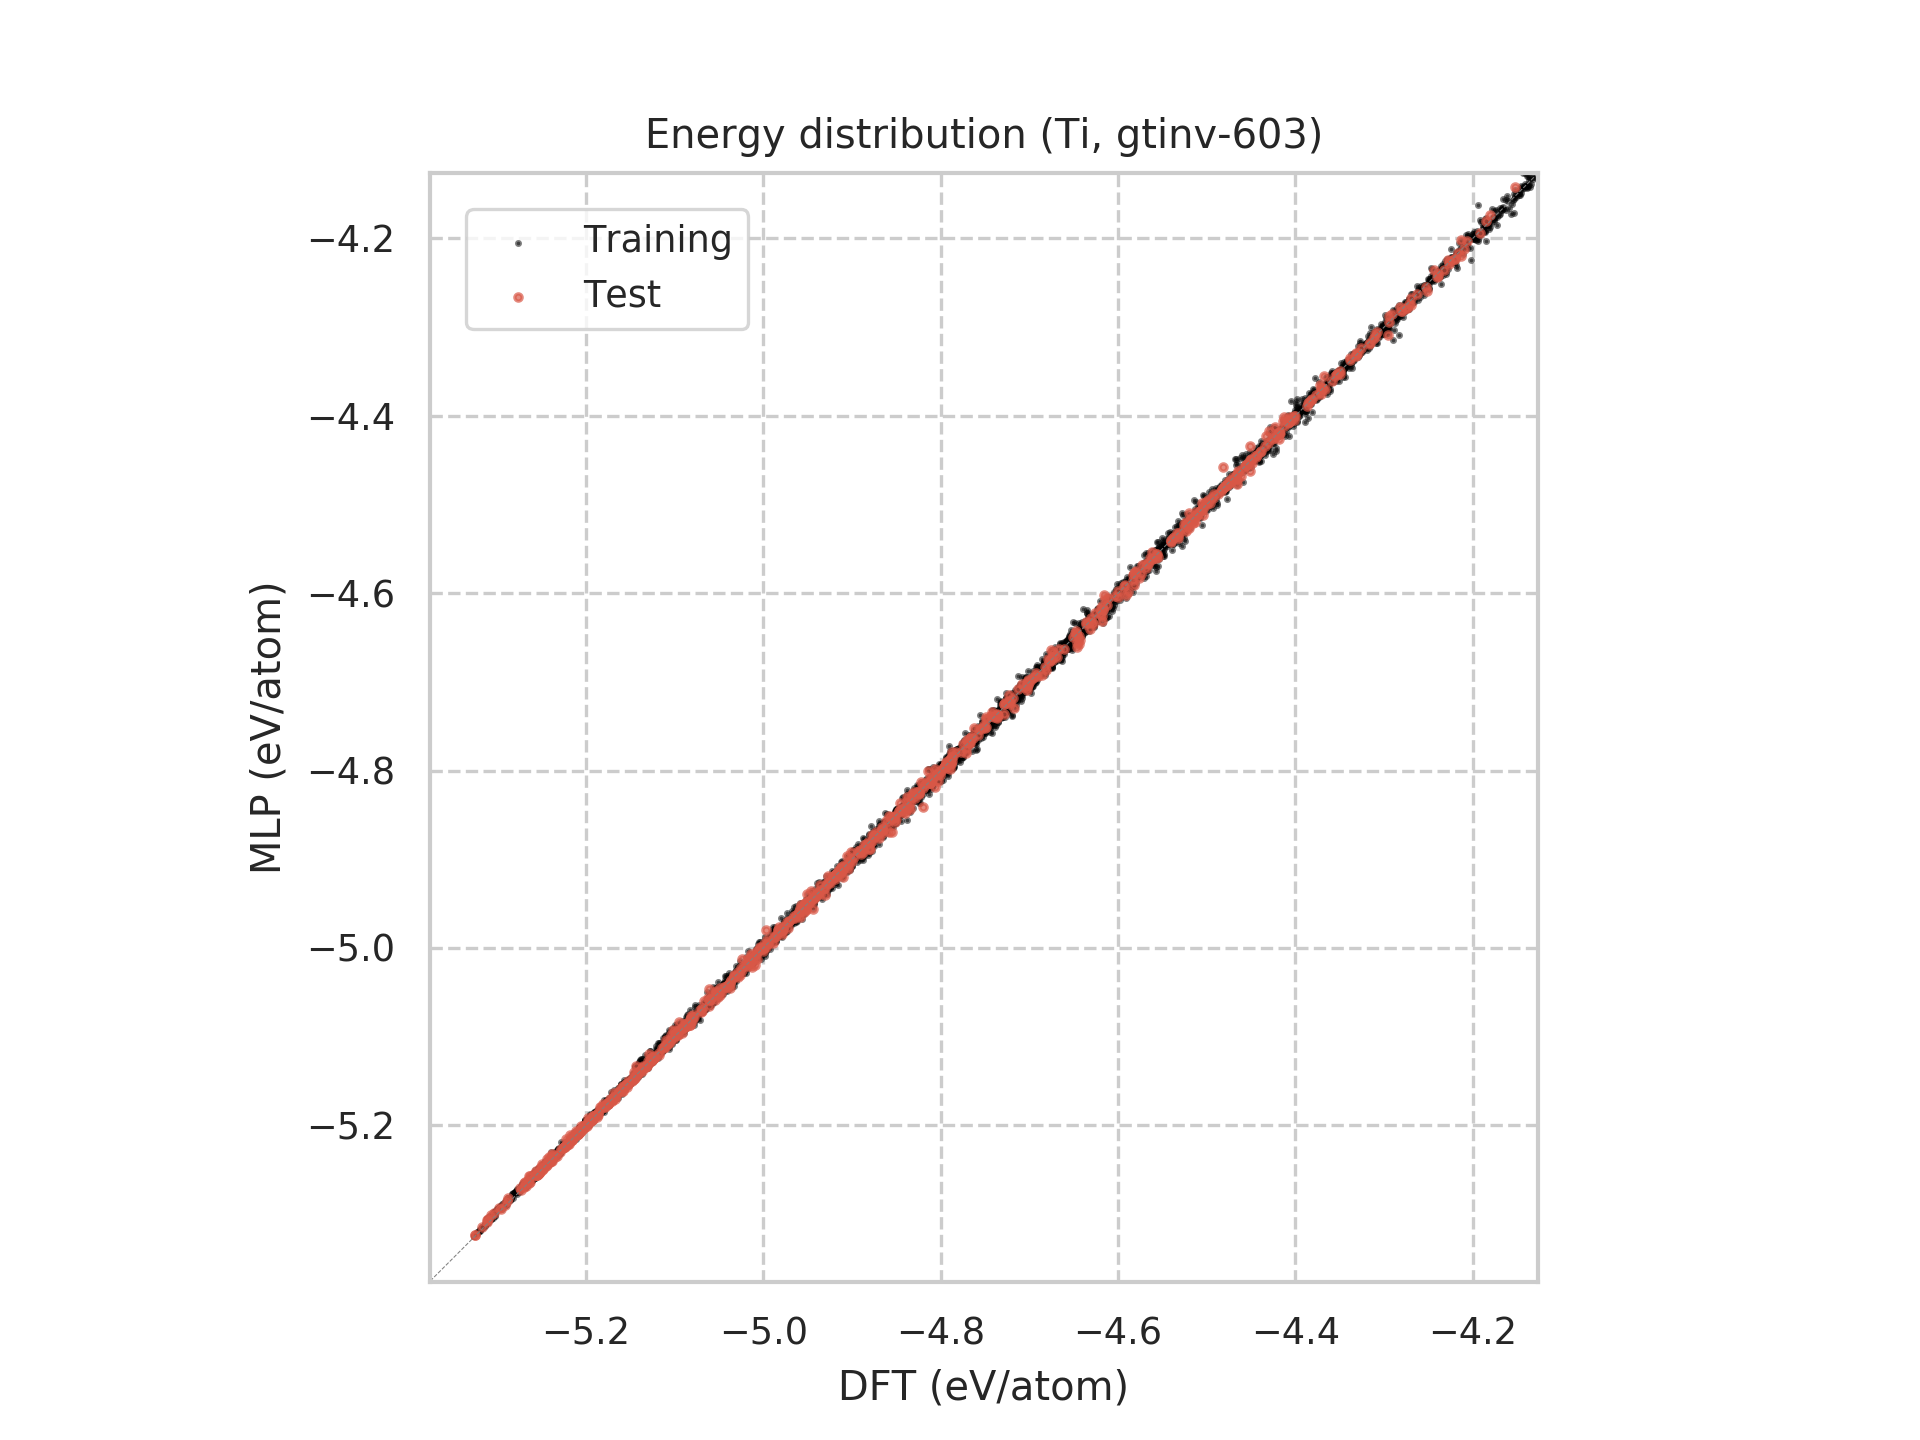 Energy distribution (Ti, gtinv-603)
Training
Test
−4.2
−4.4
−4.6
−4.8
−5.0
−5.2
MLP (eV/atom)
−5.2
−5.0
−4.8
−4.6
−4.4
−4.2
DFT (eV/atom)